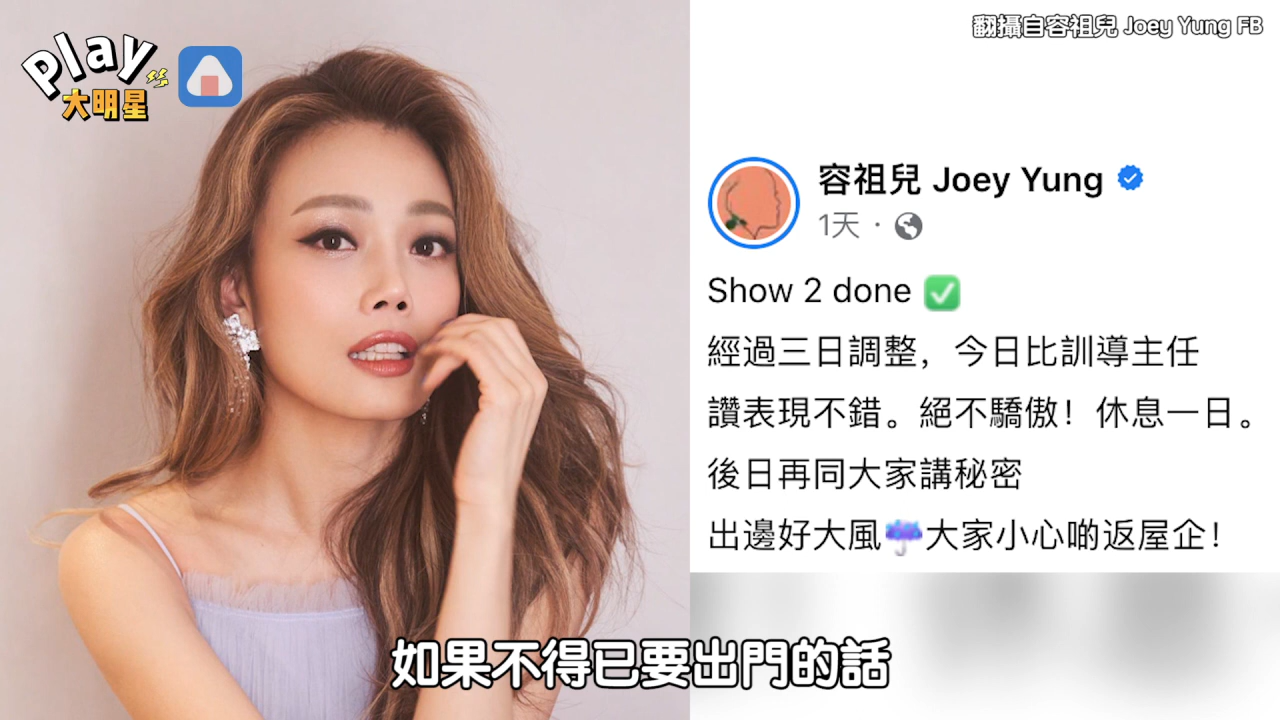 Play
大明星
翻攝自容祖兒 Joey Yung FB
容祖兒 Joey Yung
1天 ·
Show 2 done ✅
經過三日調整，今日比訓導主任
讚表現不錯。絕不驕傲！休息一日。
後日再同大家講秘密
出邊好大風☔大家小心啲返屋企！
如果不得已要出門的話